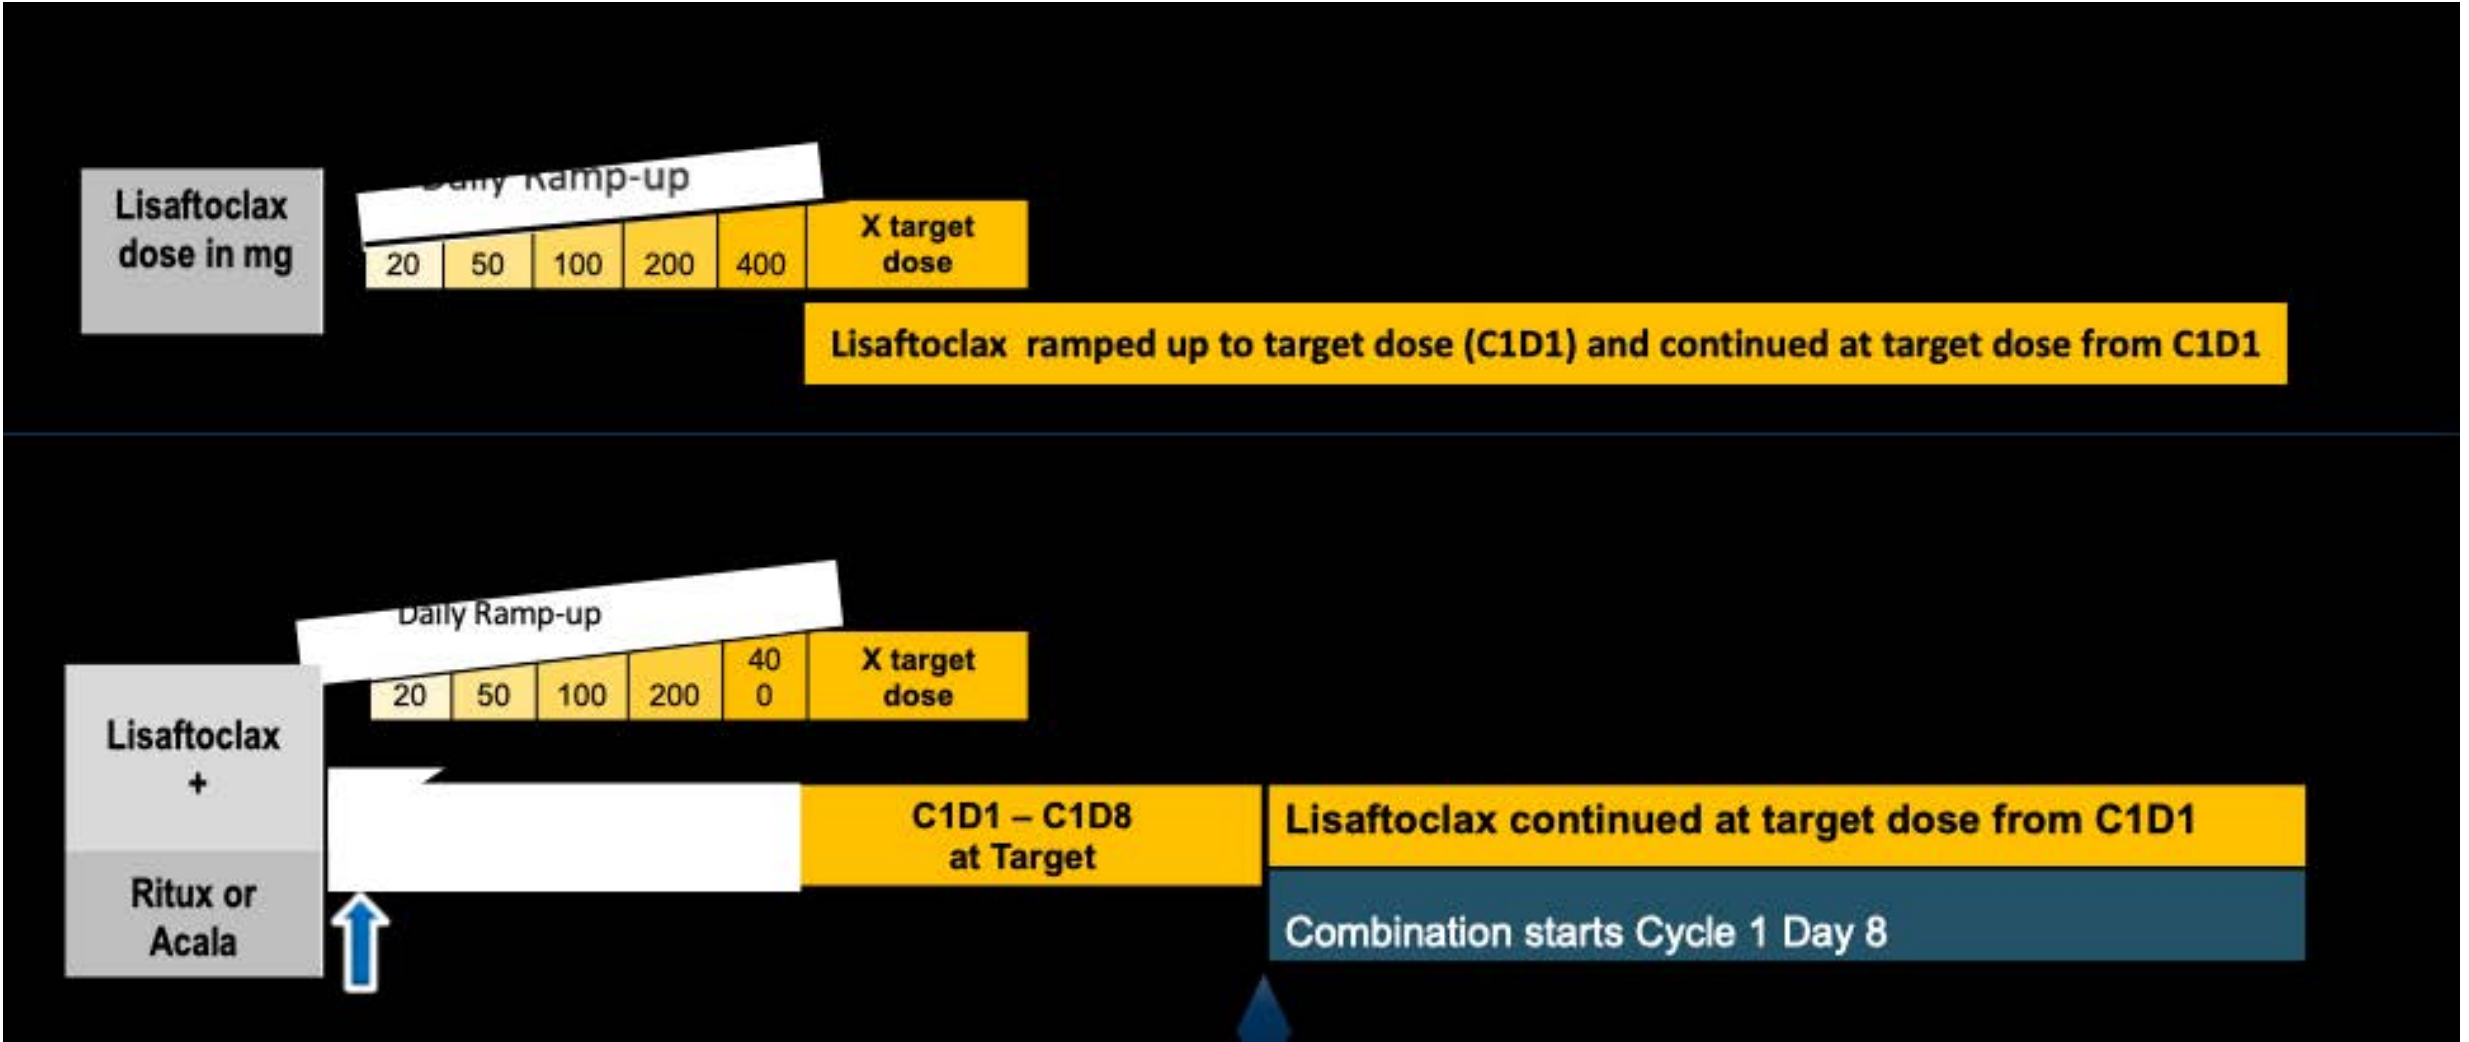 Lisaftoclax
dose in mg
Daily Ramp-up
20 50 100 200 400
X target
dose
Lisaftoclax ramped up to target dose (C1D1) and continued at target dose from C1D1
Daily Ramp-up
20 50 100 200
40
0
X target
dose
Lisaftoclax
+
Ritux or
Acala
C1D1 – C1D8
at Target
Lisaftoclax continued at target dose from C1D1
Combination starts Cycle 1 Day 8